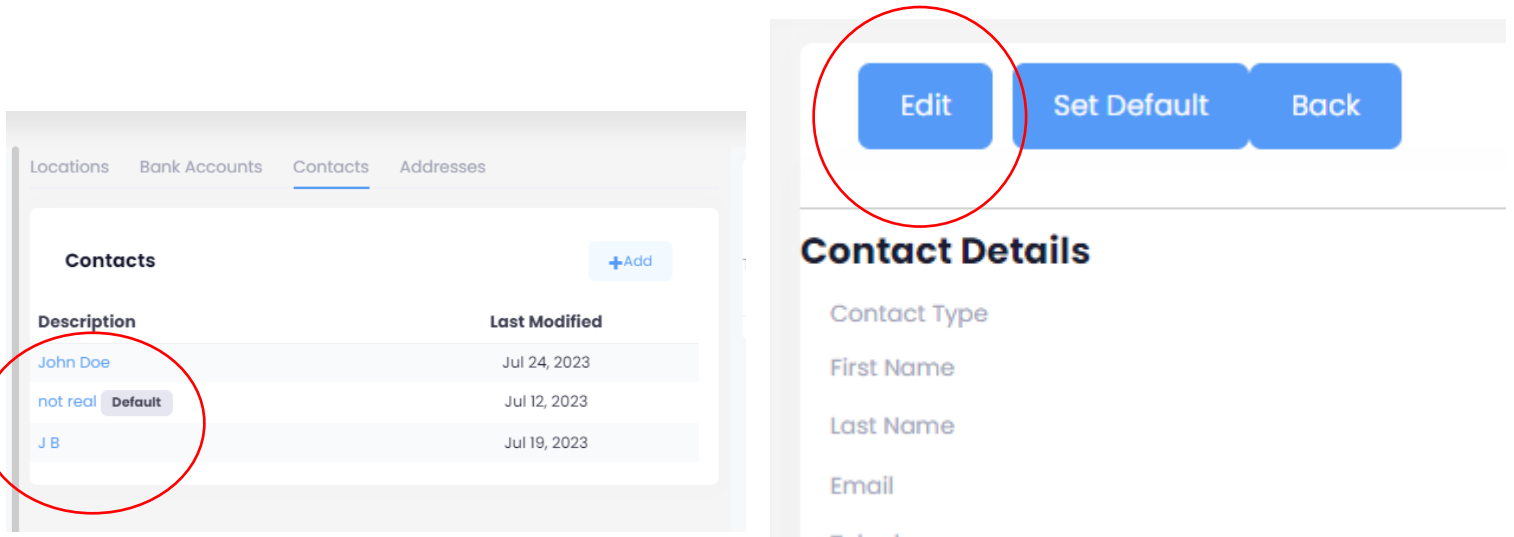 Locations Bank Accounts Contacts Addresses
Contacts
+Add
Description Last Modified
John Doe Jul 24, 2023
not real Default Jul 12, 2023
J B Jul 19, 2023
Edit Set Default Back
Contact Details
Contact Type
First Name
Last Name
Email